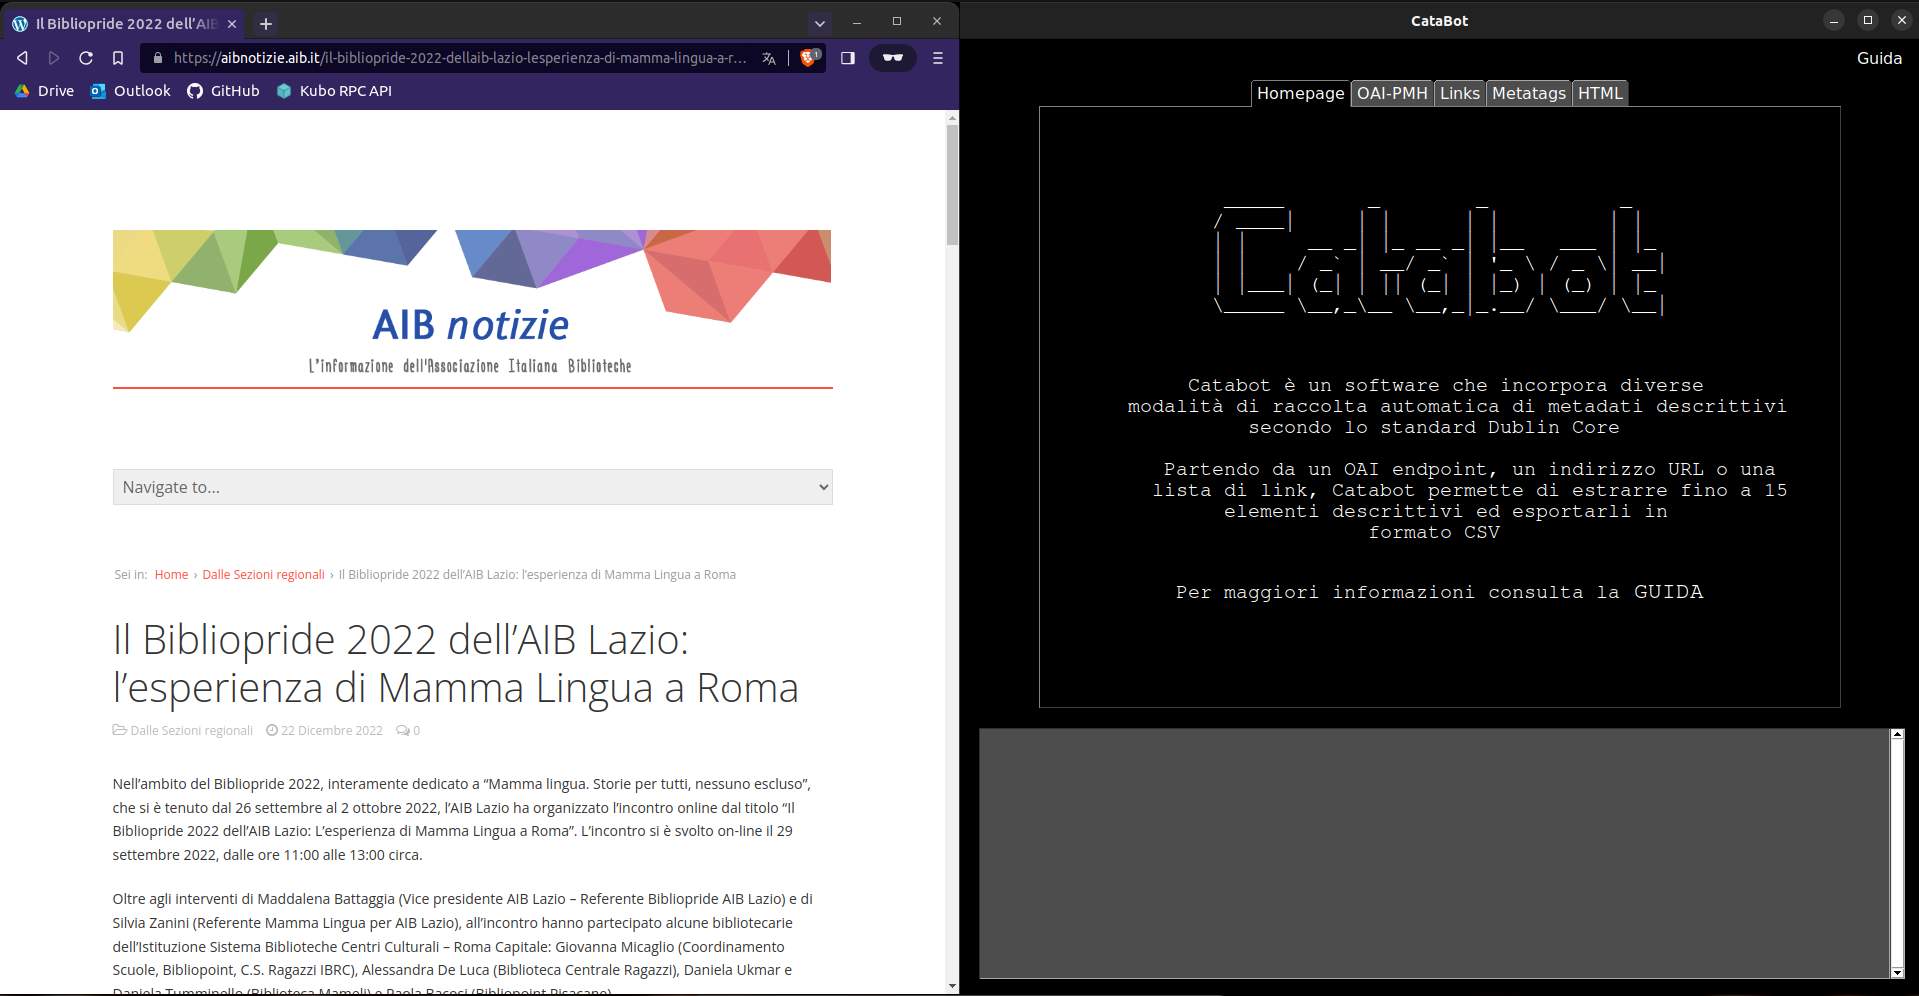 Il Bibliopride 2022 dell'AIB
https://aibnotizie.aib.it/il-bibliopride-2022-dellaib-lazio-lesperienza-di-mamma-lingua-a-r...
1
Drive Outlook GitHub Kubo RPC API
AIB notizie
L'informazione dell'Associazione Italiana Biblioteche
Navigate to...
Sei in: Home › Dalle Sezioni regionali › Il Bibliopride 2022 dell’AIB Lazio: l’esperienza di Mamma Lingua a Roma
Il Bibliopride 2022 dell’AIB Lazio:
l’esperienza di Mamma Lingua a Roma
Dalle Sezioni regionali 22 Dicembre 2022 0
Nell’ambito del Bibliopride 2022, interamente dedicato a “Mamma lingua. Storie per tutti, nessuno escluso”,
che si è tenuto dal 26 settembre al 2 ottobre 2022, l’AIB Lazio ha organizzato l’incontro online dal titolo “Il
Bibliopride 2022 dell’AIB Lazio: L’esperienza di Mamma Lingua a Roma”. L’incontro si è svolto on-line il 29
settembre 2022, dalle ore 11:00 alle 13:00 circa.
Oltre agli interventi di Maddalena Battaggia (Vice presidente AIB Lazio – Referente Bibliopride AIB Lazio) e di
Silvia Zanini (Referente Mamma Lingua per AIB Lazio), all’incontro hanno partecipato alcune bibliotecarie
dell’Istituzione Sistema Biblioteche Centri Culturali – Roma Capitale: Giovanna Micaglio (Coordinamento
Scuole, Bibliopoint, C.S. Ragazzi IBRC), Alessandra De Luca (Biblioteca Centrale Ragazzi), Daniela Ukmar e
Daniela Tumminello (Biblioteca Mameli) e Paola Bacosi (Bibliopoint Pisacane)
CataBot
Guida
Homepage OAI-PMH Links Metatags HTML
Catabot
Catabot è un software che incorpora diverse
modalità di raccolta automatica di metadati descrittivi
secondo lo standard Dublin Core
Partendo da un OAI endpoint, un indirizzo URL o una
lista di link, Catabot permette di estrarre fino a 15
elementi descrittivi ed esportarli in
formato CSV
Per maggiori informazioni consulta la GUIDA